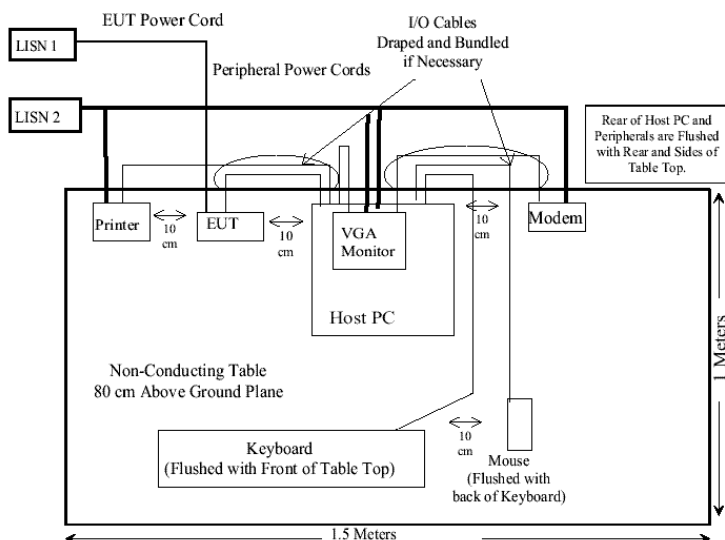 EUT Power Cord
LISN 1
I/O Cables
Draped and Bundled
if Necessary
Peripheral Power Cords
LISN 2
Rear of Host PC and
Peripherals are Flushed
with Rear and Sides of
Table Top.
Printer
10
cm
EUT
10
cm
VGA
Monitor
10
cm
Modem
Host PC
1 Meters
Non-Conducting Table
80 cm Above Ground Plane
Keyboard
(Flushed with Front of Table Top)
10
cm
Mouse
(Flushed with
back of Keyboard)
1.5 Meters